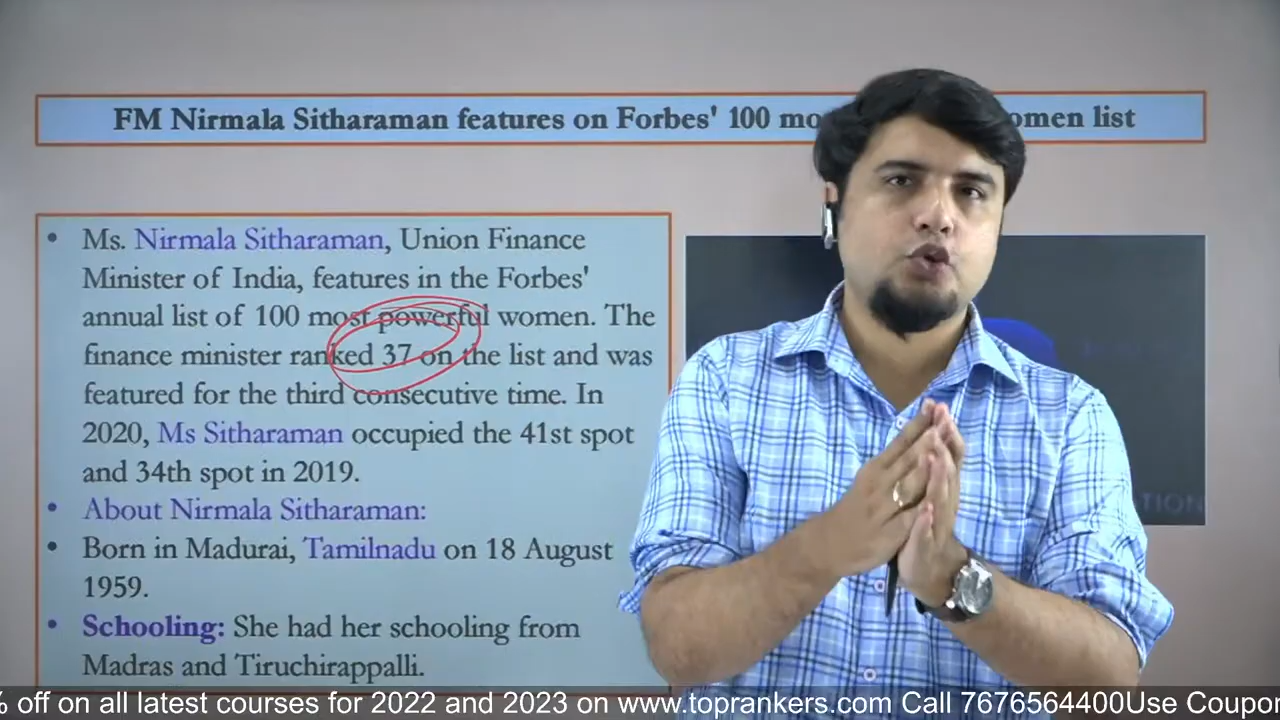 FM Nirmala Sitharaman features on Forbes' 100 list
• Ms. Nirmala Sitharaman, Union Finance
Minister of India, features in the Forbes'
annual list of 100 most powerful women. The
finance minister ranked 37 on the list and was
featured for the third consecutive time. In
2020, Ms Sitharaman occupied the 41st spot
and 34th spot in 2019.
• About Nirmala Sitharaman:
• Born in Madurai, Tamilnadu on 18 August
1959.
• Schooling: She had her schooling from
Madras and Tiruchirappalli.
% off on all latest courses for 2022 and 2023 on www.toprankers.com Call 7676564400Use Coupon